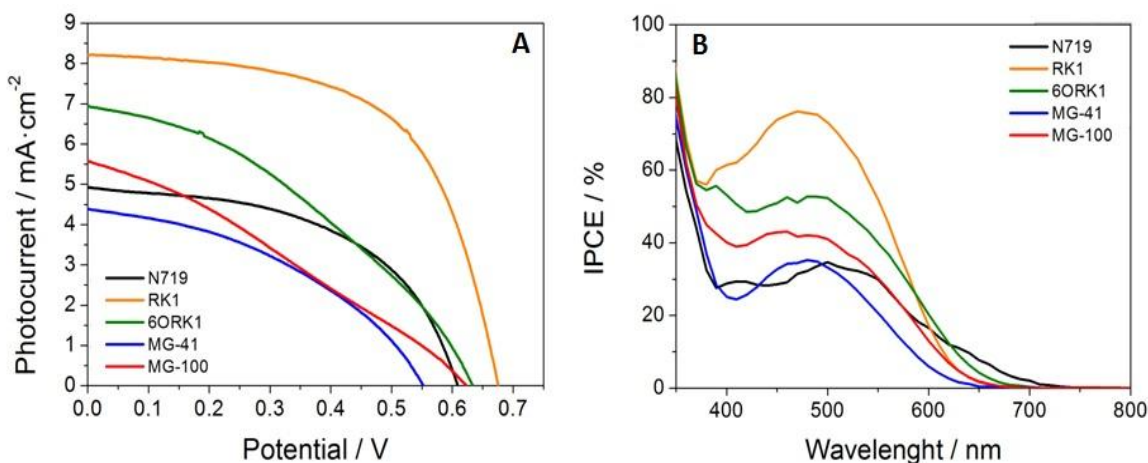 A
Photocurrent / mA·cm⁻²
9
8
7
6
5
4
3
2
1
0
N719
RK1
6ORK1
MG-41
MG-100
0.0 0.1 0.2 0.3 0.4 0.5 0.6 0.7
Potential / V
B
IPCE / %
100
80
60
40
20
0
N719
RK1
6ORK1
MG-41
MG-100
400 500 600 700 800
Wavelenght / nm